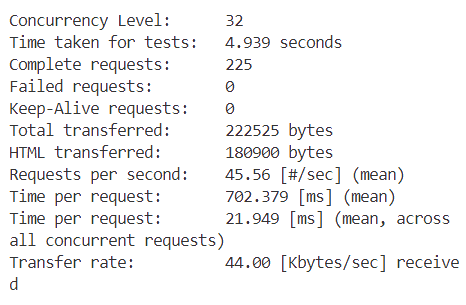 Concurrency Level:      32
Time taken for tests:   4.939 seconds
Complete requests:      225
Failed requests:        0
Keep-Alive requests:    0
Total transferred:      222525 bytes
HTML transferred:       180900 bytes
Requests per second:    45.56 [#/sec] (mean)
Time per request:       702.379 [ms] (mean)
Time per request:       21.949 [ms] (mean, across
all concurrent requests)
Transfer rate:          44.00 [Kbytes/sec] receive
d